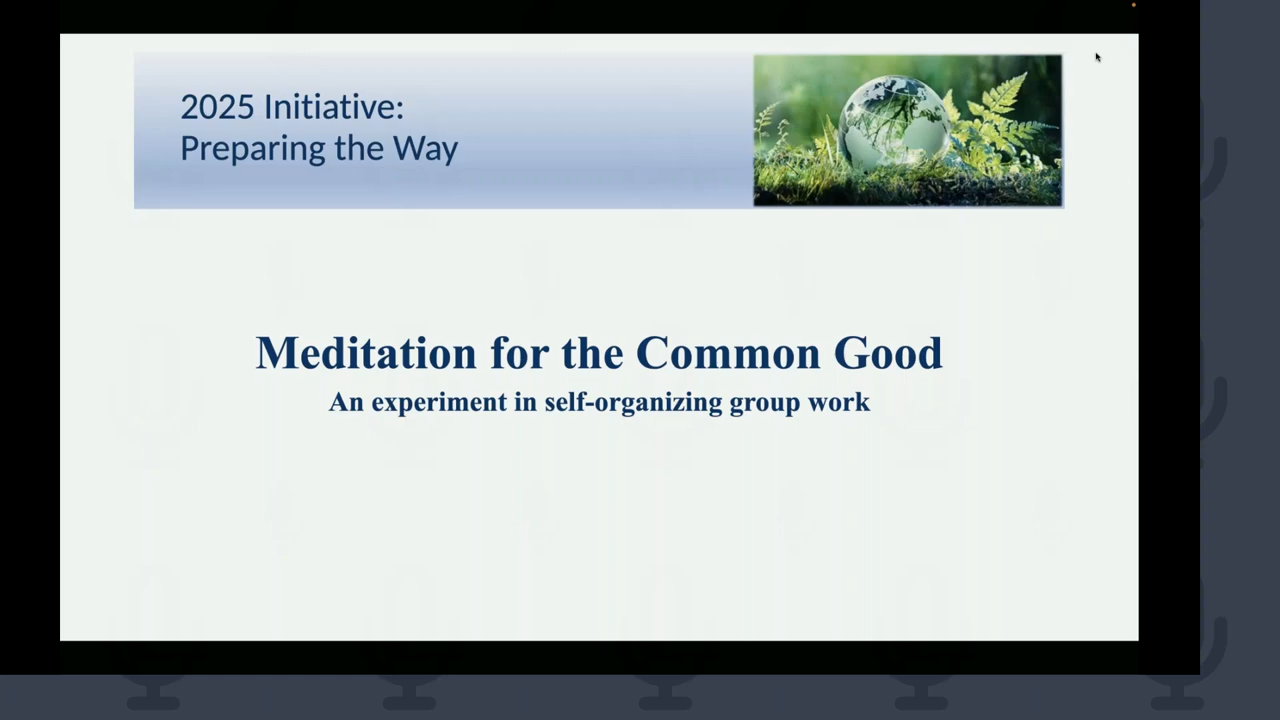 2025 Initiative:
Preparing the Way
Meditation for the Common Good
An experiment in self-organizing group work